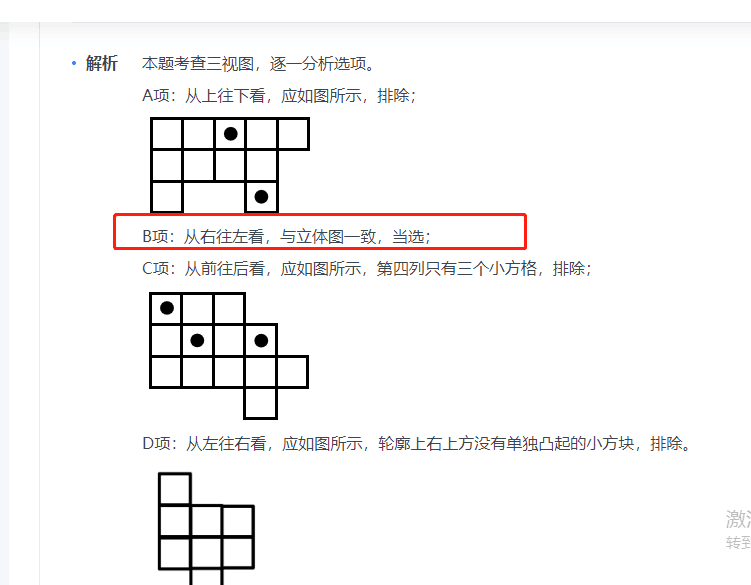 解析 本题考查三视图，逐一分析选项。
A项：从上往下看，应如图所示，排除；
B项：从右往左看，与立体图一致，当选；
C项：从前往后看，应如图所示，第四列只有三个小方格，排除；
D项：从左往右看，应如图所示，轮廓上右上方没有单独凸起的小方块，排除。
激
转到